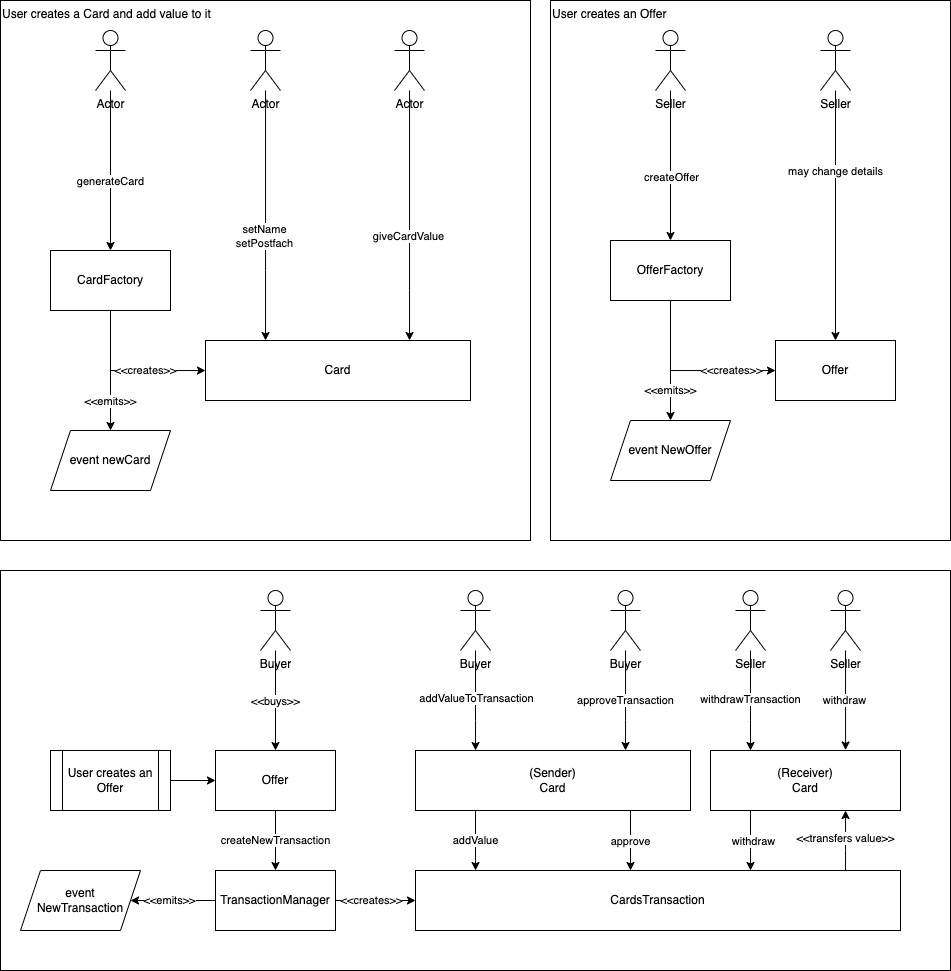 User creates a Card and add value to it
Actor
Actor
Actor
generateCard
setName
setPostfach
giveCardValue
CardFactory
<<creates>>
Card
<<emits>>
event newCard
User creates an Offer
Seller
Seller
createOffer
may change details
OfferFactory
<<creates>>
Offer
<<emits>>
event NewOffer
Buyer
Buyer
Buyer
Seller
Seller
<<buys>>
addValueToTransaction
approveTransaction
withdrawTransaction
withdraw
User creates an
Offer
Offer
(Sender)
Card
(Receiver)
Card
createNewTransaction
addValue
approve
withdraw
<<transfers value>>
event
NewTransaction
<<emits>>
TransactionManager
<<creates>>
CardsTransaction